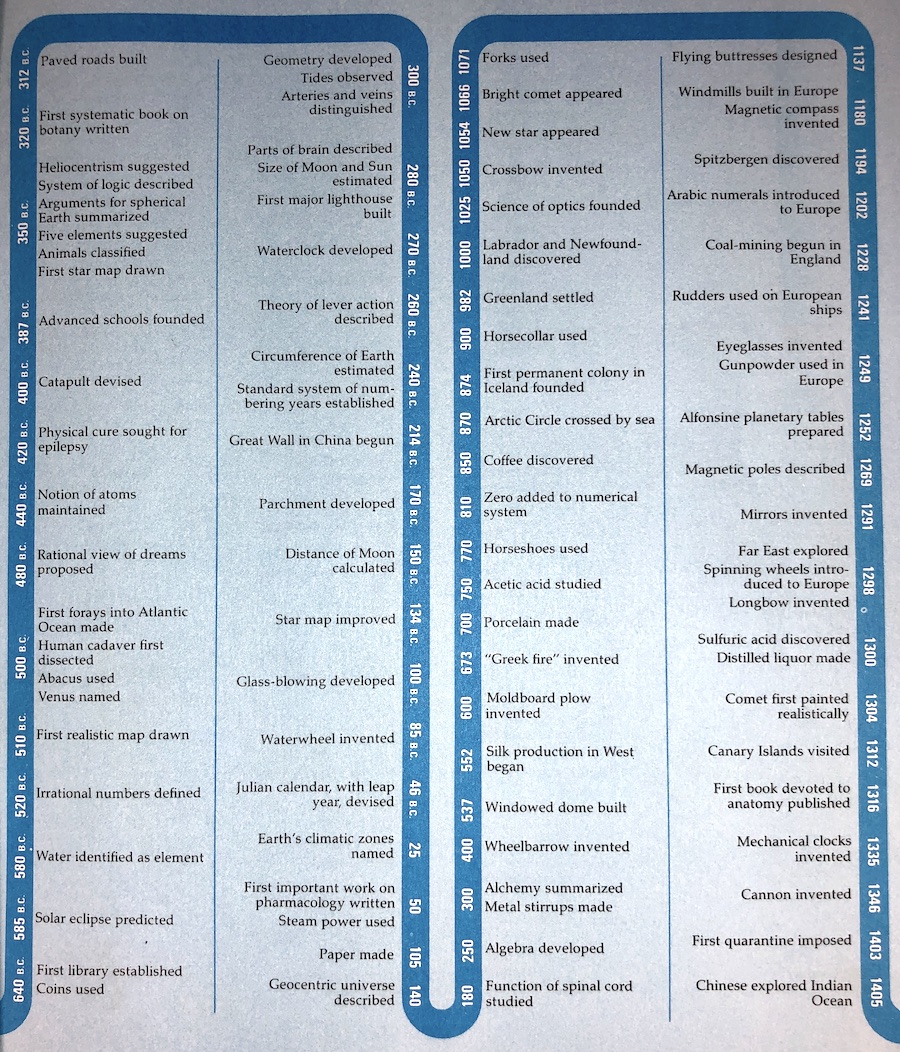 312 B.C.
Paved roads built
320 B.C.
First systematic book on
botany written
350 B.C.
Heliocentrism suggested
System of logic described
Arguments for spherical
Earth summarized
Five elements suggested
Animals classified
First star map drawn
387 B.C.
Advanced schools founded
400 B.C.
Catapult devised
420 B.C.
Physical cure sought for
epilepsy
440 B.C.
Notion of atoms
maintained
480 B.C.
Rational view of dreams
proposed
500 B.C.
First forays into Atlantic
Ocean made
Human cadaver first
dissected
Abacus used
Venus named
510 B.C.
First realistic map drawn
520 B.C.
Irrational numbers defined
580 B.C.
Water identified as element
585 B.C.
Solar eclipse predicted
640 B.C.
First library established
Coins used
Geometry developed
Tides observed
Arteries and veins
distinguished
300 B.C.
Parts of brain described
Size of Moon and Sun
estimated
First major lighthouse
built
280 B.C.
Waterclock developed
270 B.C.
Theory of lever action
described
260 B.C.
Circumference of Earth
estimated
Standard system of num-
bering years established
240 B.C.
Great Wall in China begun
214 B.C.
Parchment developed
170 B.C.
Distance of Moon
calculated
150 B.C.
Star map improved
134 B.C.
Glass-blowing developed
100 B.C.
Waterwheel invented
85 B.C.
Julian calendar, with leap
year, devised
46 B.C.
Earth's climatic zones
named
25
First important work on
pharmacology written
Steam power used
50
Paper made
105
Geocentric universe
described
140
1071
Forks used
1066
Bright comet appeared
1054
New star appeared
1050
Crossbow invented
1025
Science of optics founded
1000
Labrador and Newfound-
land discovered
982
Greenland settled
900
Horsecollar used
874
First permanent colony in
Iceland founded
870
Arctic Circle crossed by sea
850
Coffee discovered
810
Zero added to numerical
system
770
Horseshoes used
750
Acetic acid studied
700
Porcelain made
673
“Greek fire” invented
600
Moldboard plow
invented
552
Silk production in West
began
537
Windowed dome built
400
Wheelbarrow invented
300
Alchemy summarized
Metal stirrups made
250
Algebra developed
180
Function of spinal cord
studied
Flying buttresses designed
1137
Windmills built in Europe
Magnetic compass
invented
1180
Spitzbergen discovered
1194
Arabic numerals introduced
to Europe
1202
Coal-mining begun in
England
1228
Rudders used on European
ships
1241
Eyeglasses invented
Gunpowder used in
Europe
1249
Alfonsine planetary tables
prepared
1252
Magnetic poles described
1269
Mirrors invented
1291
Far East explored
Spinning wheels intro-
duced to Europe
Longbow invented
1298
Sulfuric acid discovered
Distilled liquor made
1300
Comet first painted
realistically
1304
Canary Islands visited
1312
First book devoted to
anatomy published
1316
Mechanical clocks
invented
1335
Cannon invented
1346
First quarantine imposed
1403
Chinese explored Indian
Ocean
1405